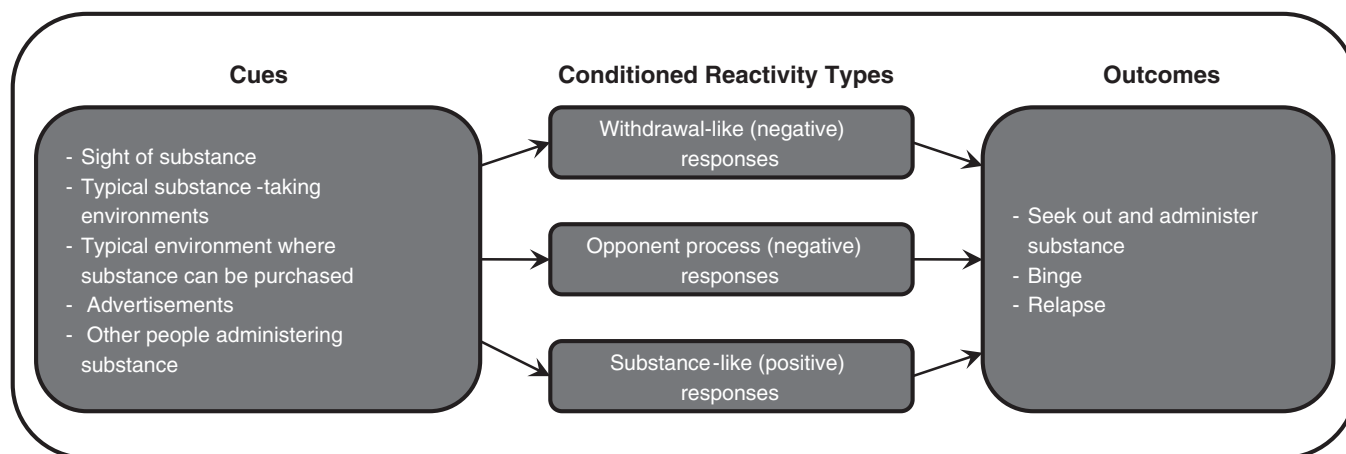 Cues
- Sight of substance
- Typical substance-taking
environments
- Typical environment where
substance can be purchased
- Advertisements
- Other people administering
substance
Conditioned Reactivity Types
Withdrawal-like (negative)
responses
Opponent process (negative)
responses
Substance-like (positive)
responses
Outcomes
- Seek out and administer
substance
- Binge
- Relapse